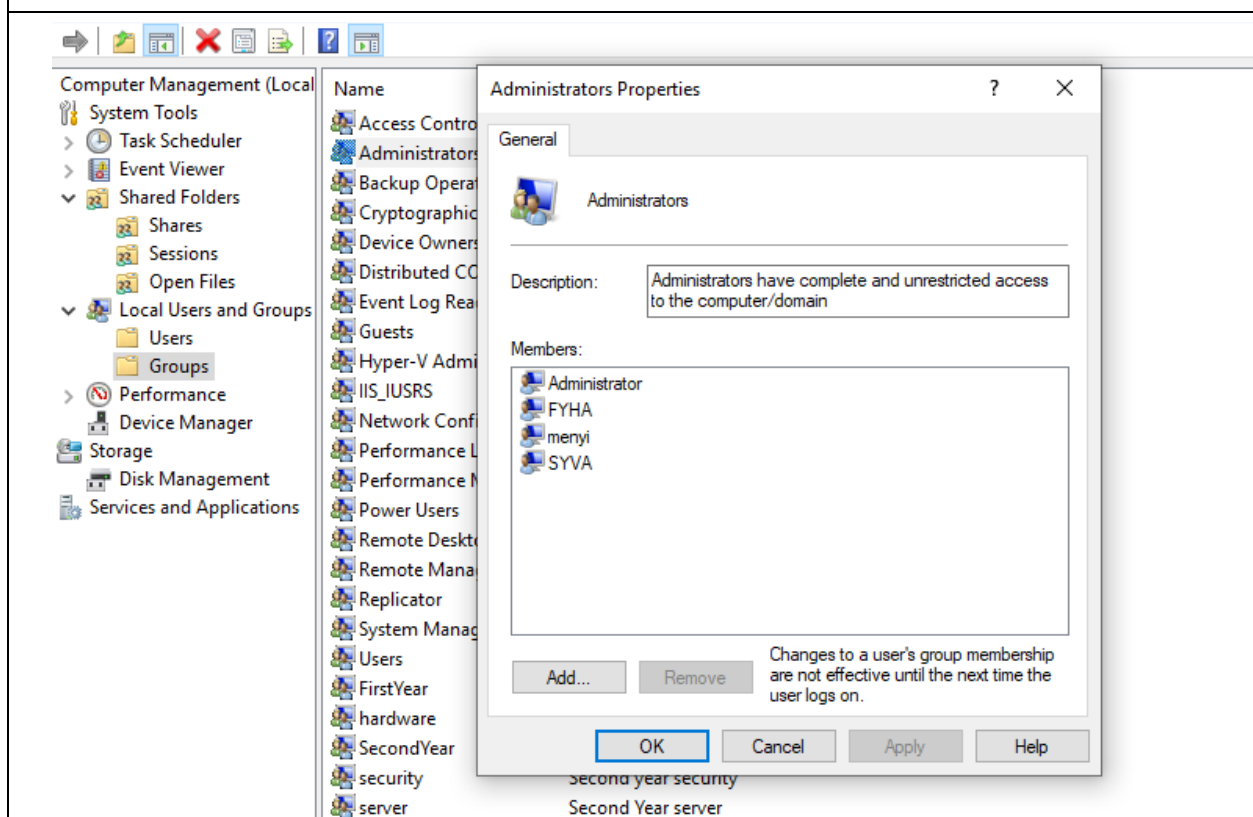 Computer Management (Local
System Tools
Task Scheduler
Event Viewer
Shared Folders
Shares
Sessions
Open Files
Local Users and Groups
Users
Groups
Performance
Device Manager
Storage
Disk Management
Services and Applications
Name
Access Contro
Administrators
Backup Operat
Cryptographic
Device Owners
Distributed CO
Event Log Rea
Guests
Hyper-V Admi
IIS_IUSRS
Network Confi
Performance L
Performance M
Power Users
Remote Deskto
Remote Manag
Replicator
System Manag
Users
FirstYear
hardware
SecondYear
security Second year security
server Second Year server
Administrators Properties
?
General
Administrators
Description:
Administrators have complete and unrestricted access
to the computer/domain
Members:
Administrator
FYHA
menyi
SYVA
Add...
Remove
Changes to a user's group membership
are not effective until the next time the
user logs on.
OK
Cancel
Apply
Help